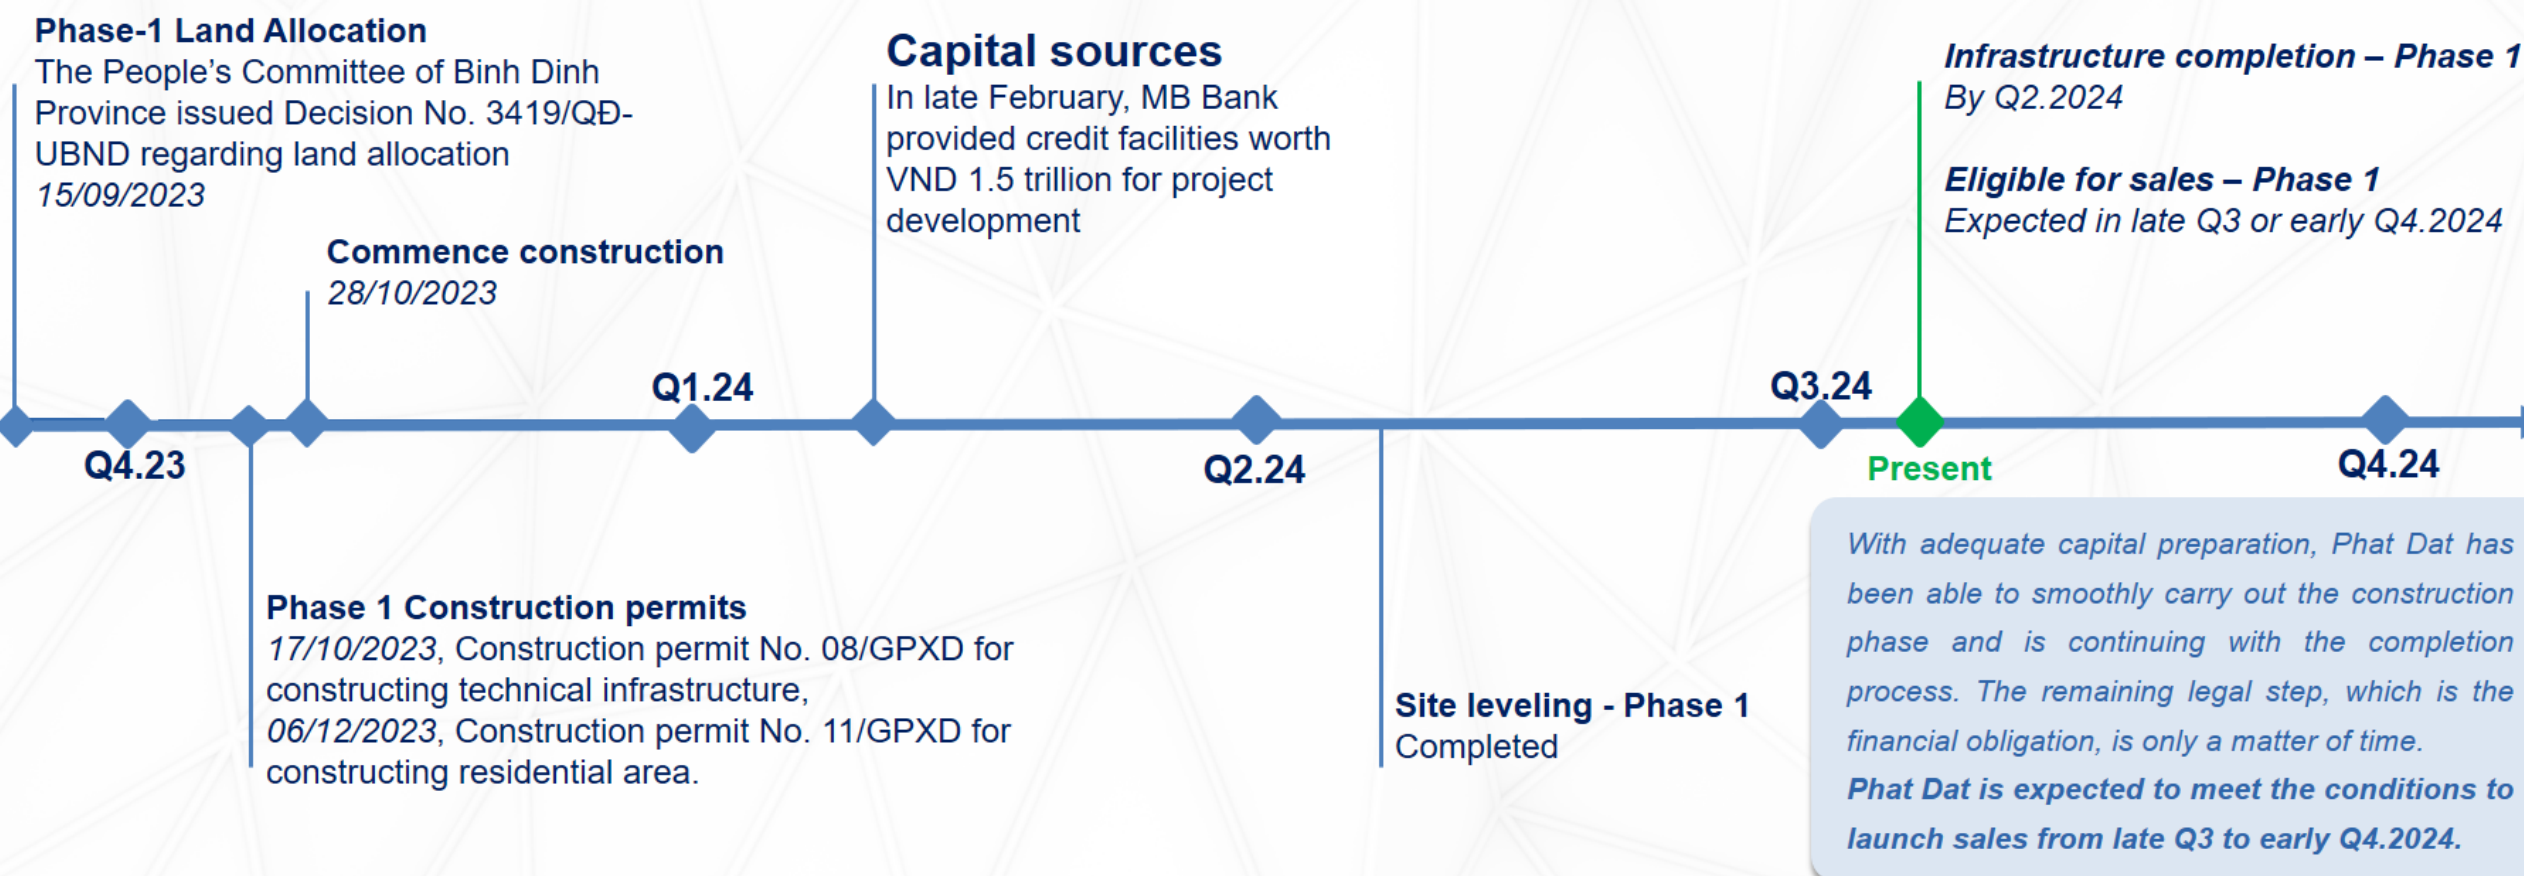 Phase-1 Land Allocation
The People’s Committee of Binh Dinh
Province issued Decision No. 3419/QĐ-
UBND regarding land allocation
15/09/2023
Commence construction
28/10/2023
Capital sources
In late February, MB Bank
provided credit facilities worth
VND 1.5 trillion for project
development
Infrastructure completion – Phase 1
By Q2.2024
Eligible for sales – Phase 1
Expected in late Q3 or early Q4.2024
Q4.23
Q1.24
Q2.24
Q3.24
Present
Q4.24
Phase 1 Construction permits
17/10/2023, Construction permit No. 08/GPXD for
constructing technical infrastructure,
06/12/2023, Construction permit No. 11/GPXD for
constructing residential area.
Site leveling - Phase 1
Completed
With adequate capital preparation, Phat Dat has
been able to smoothly carry out the construction
phase and is continuing with the completion
process. The remaining legal step, which is the
financial obligation, is only a matter of time.
Phat Dat is expected to meet the conditions to
launch sales from late Q3 to early Q4.2024.